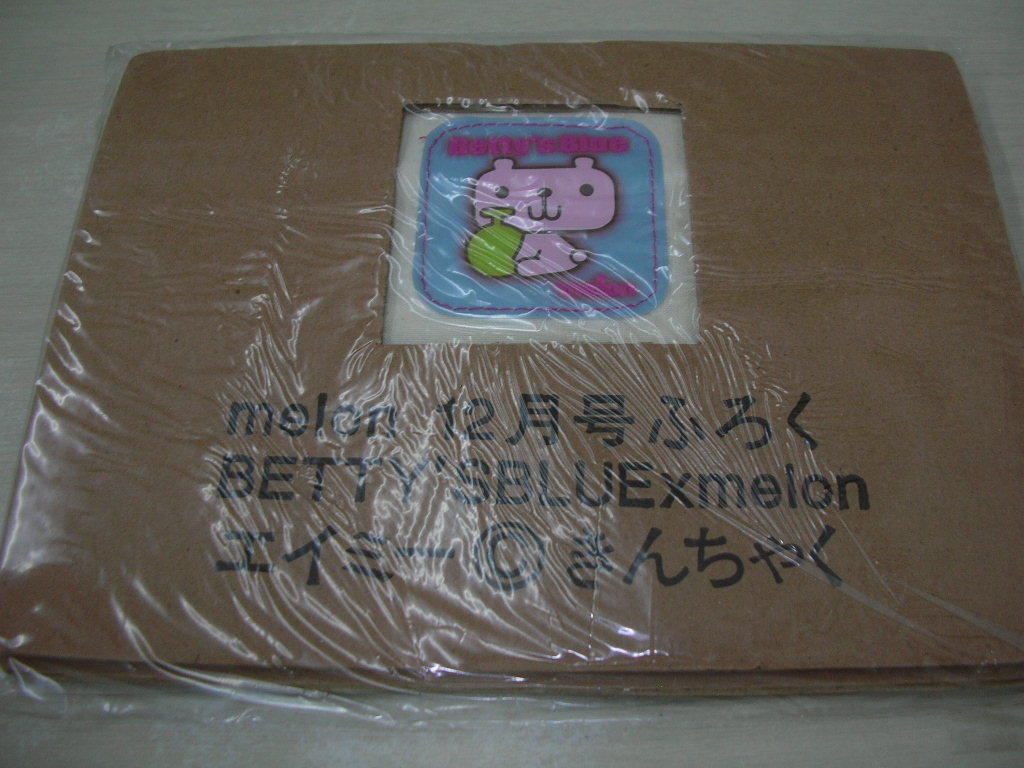 Betty's Blue
melon 12月号ふろく
BETTY'SBLUE×melon
エイミー◎きんちゃく